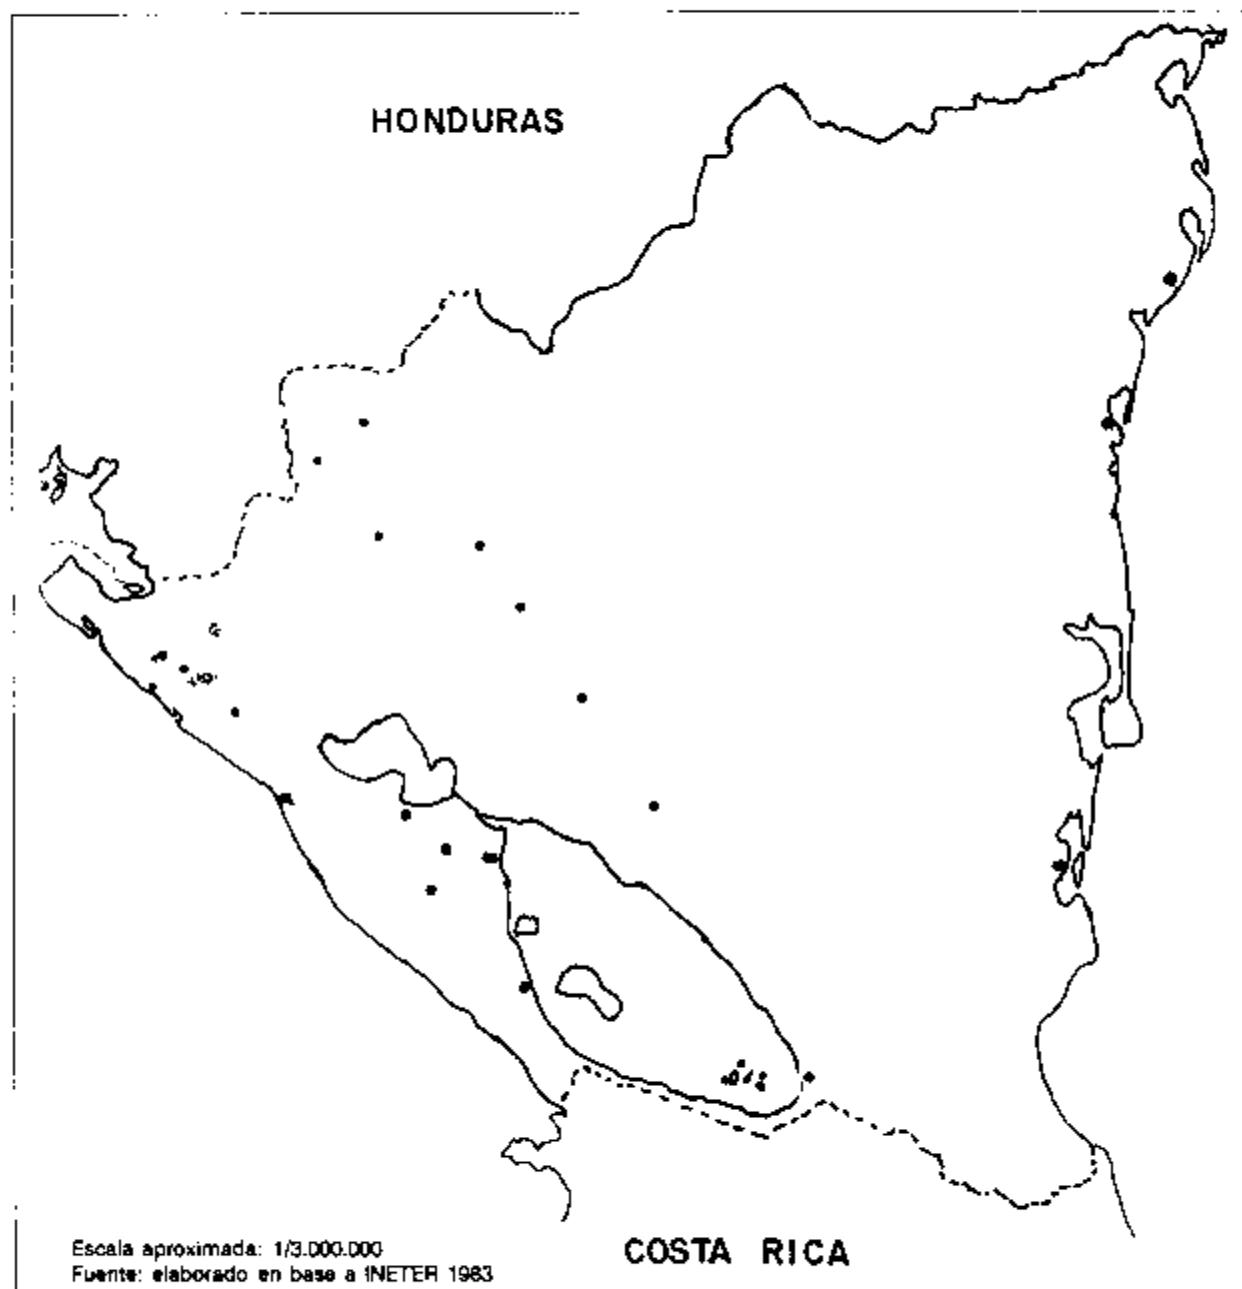 HONDURAS
COSTA RICA
Escala aproximada: 1/3.000.000
Fuente: elaborado en base a INETER 1983